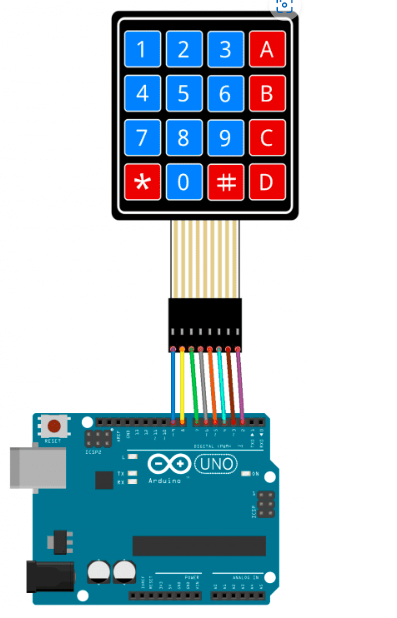 1 2 3 A
4 5 6 B
7 8 9 C
* 0 # D
RESET
ICSP2
DIGITAL (PWM~)
L
TX
RX
Arduino
UNO
ON
ICSP
POWER
ANALOG IN